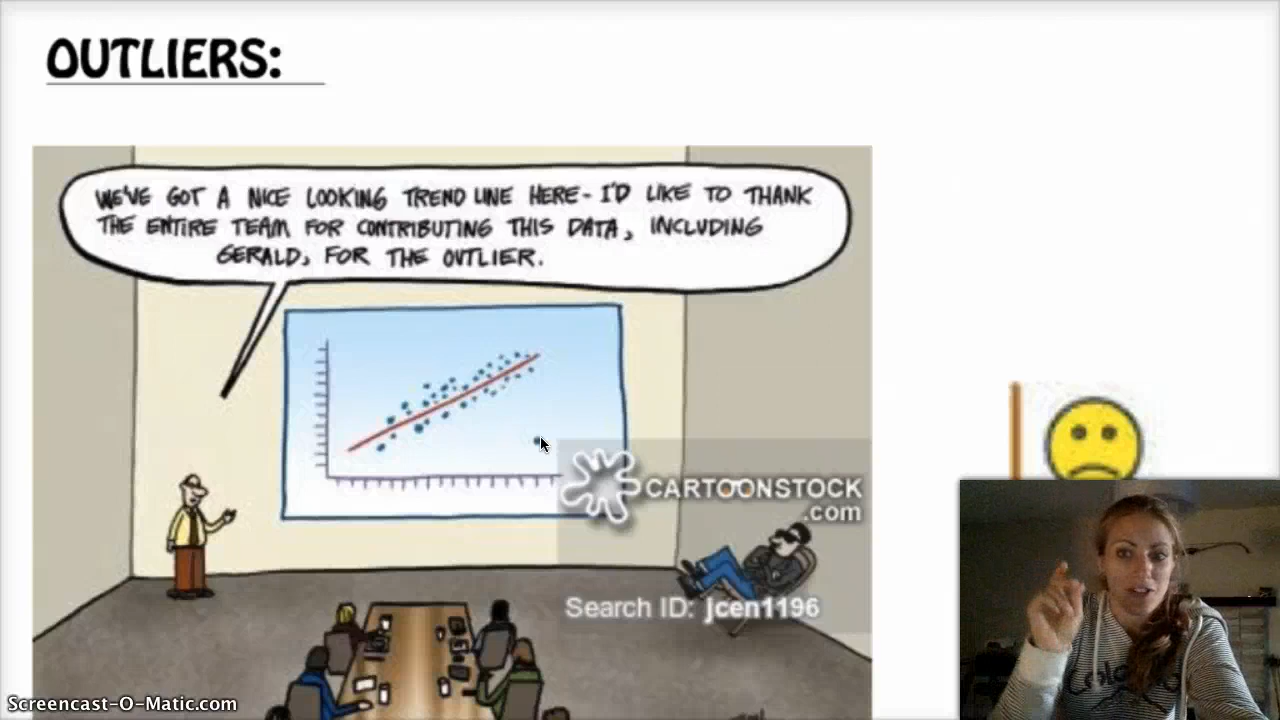 OUTLIERS:
WE'VE GOT A NICE LOOKING TREND LINE HERE - I'D LIKE TO THANK
THE ENTIRE TEAM FOR CONTRIBUTING THIS DATA, INCLUDING
GERALD, FOR THE OUTLIER.
CARTOONSTOCK
.com
Search ID: jcen1196
Screencast-O-Matic.com